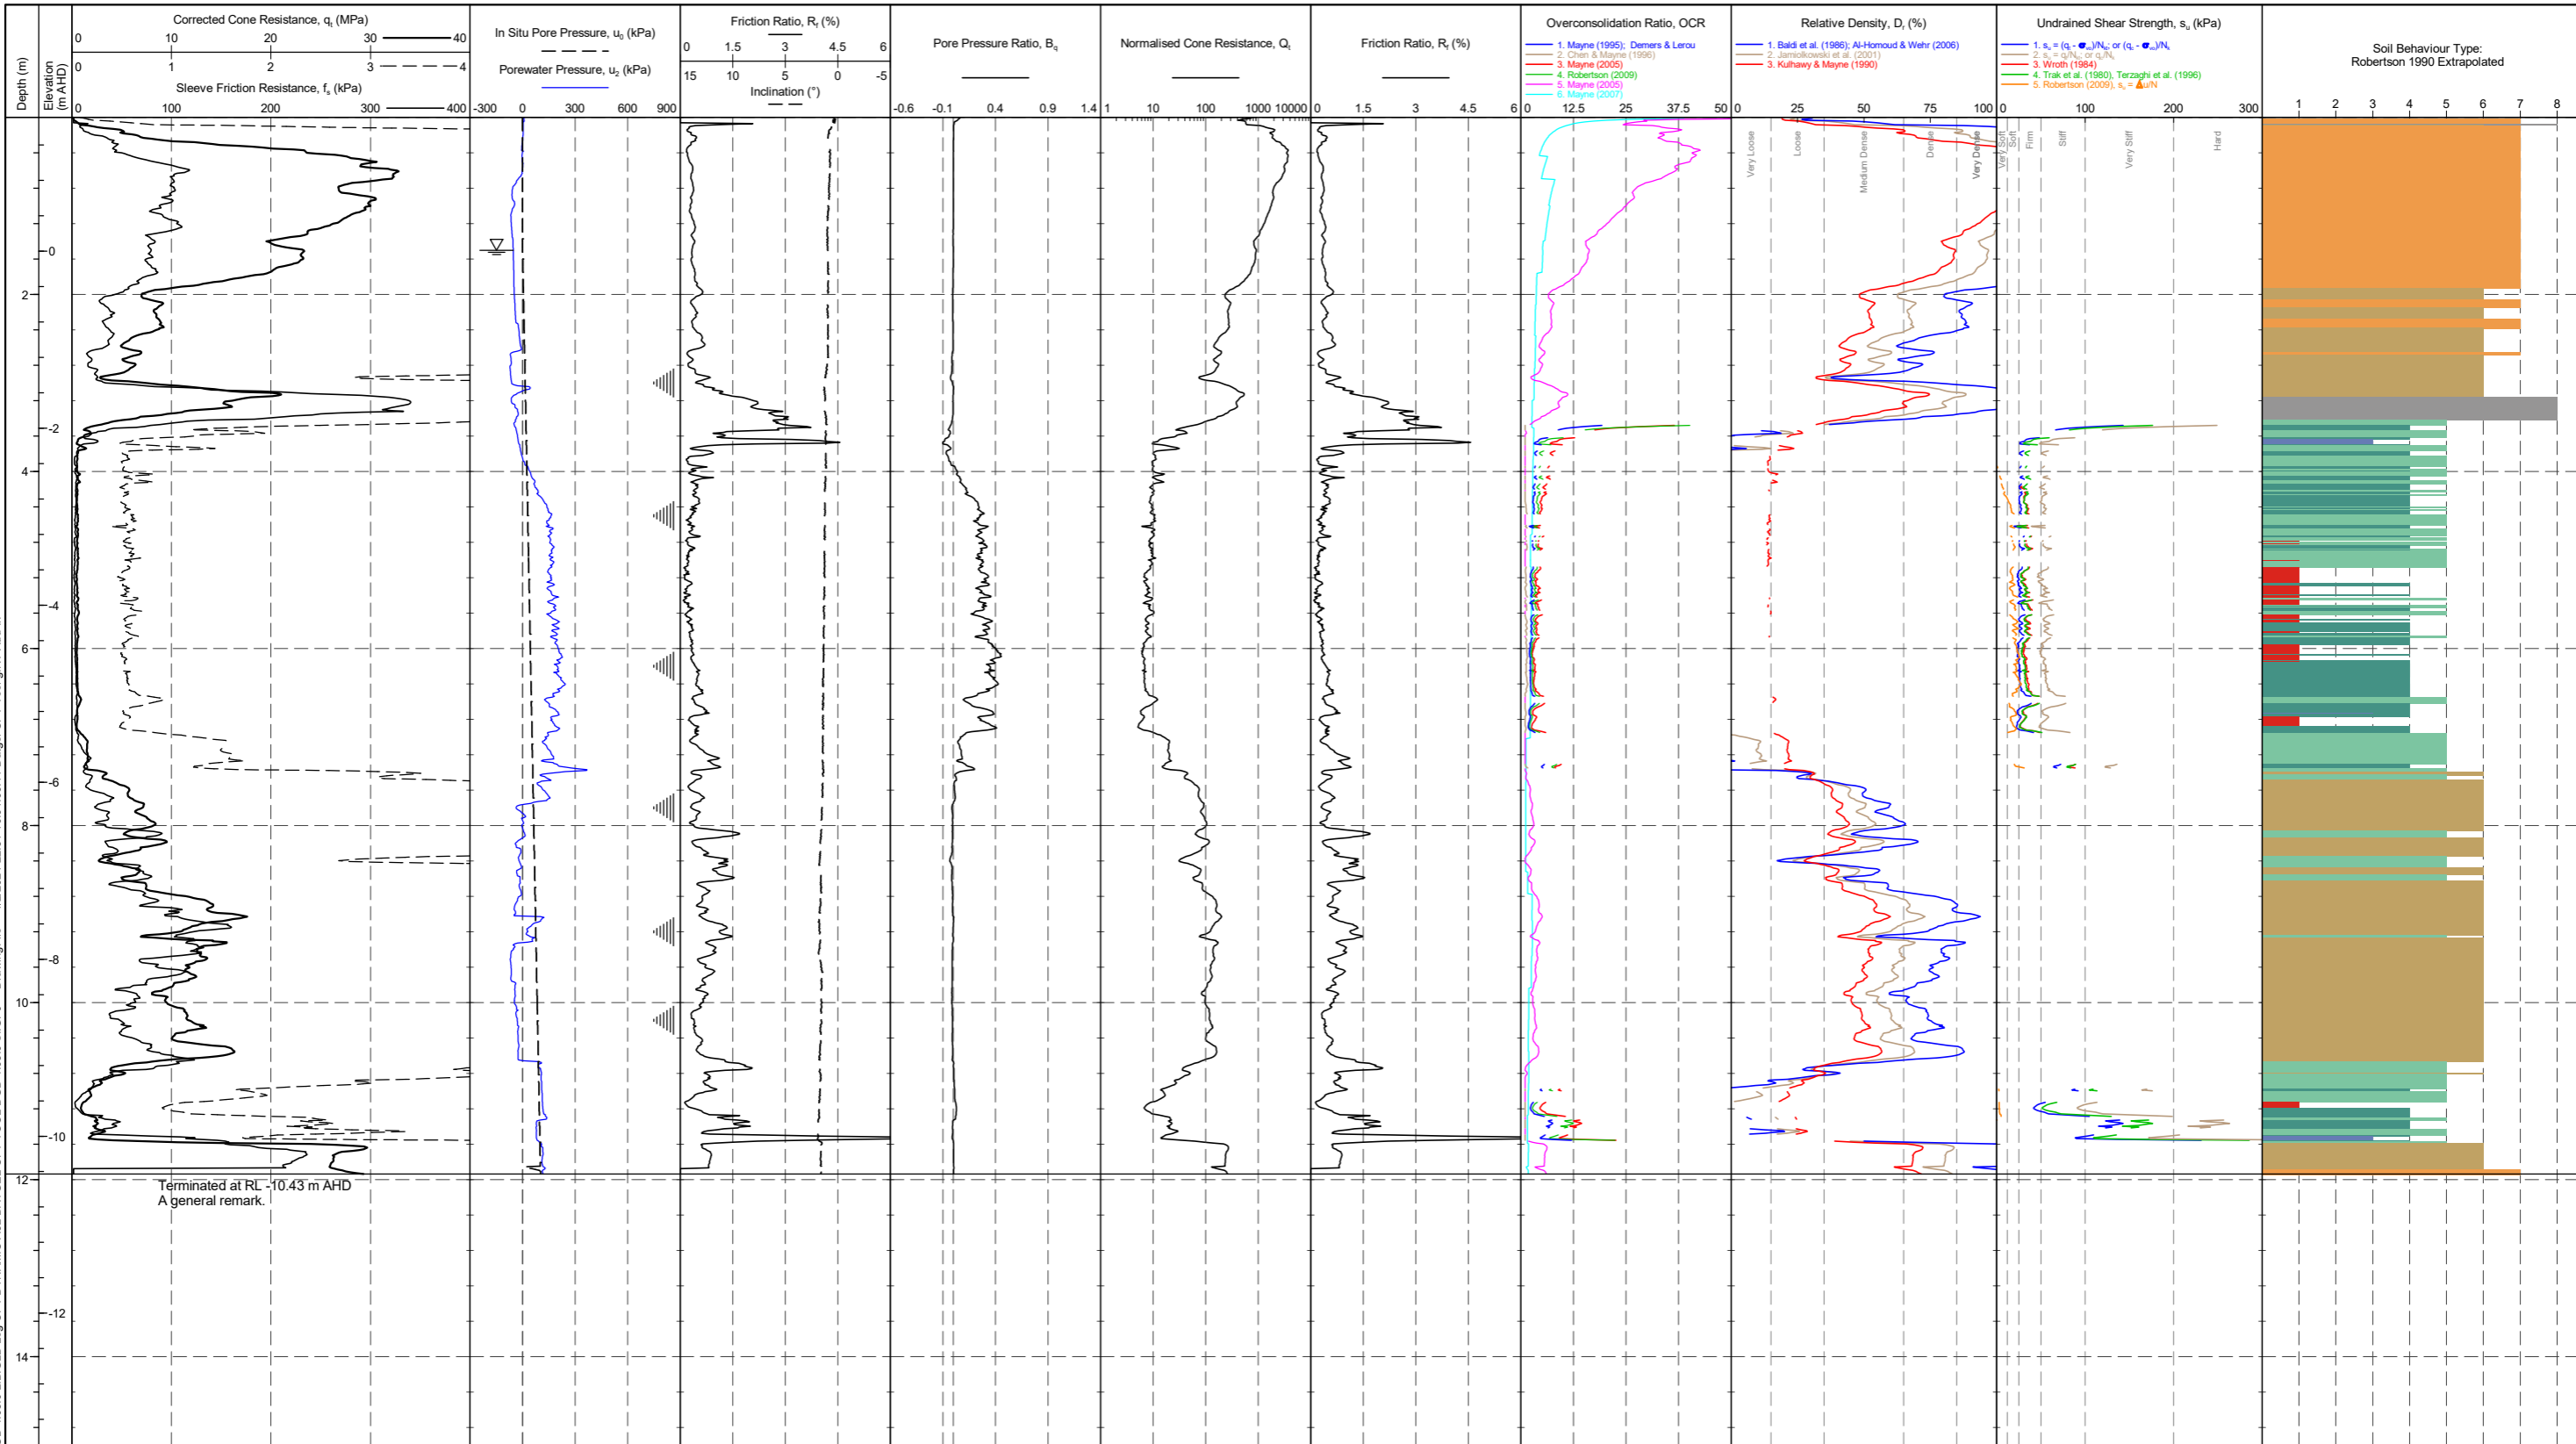 Depth (m)
Elevation
(m AHD)
Corrected Cone Resistance, qt (MPa)
0 10 20 30 40
0 1 2 3 4
Sleeve Friction Resistance, fs (kPa)
0 100 200 300 400
In Situ Pore Pressure, u0 (kPa)
Porewater Pressure, u2 (kPa)
-300 0 300 600 900
Friction Ratio, Rf (%)
0 1.5 3 4.5 6
15 10 5 0 -5
Inclination (°)
Pore Pressure Ratio, Bq
-0.6 -0.1 0.4 0.9 1.4
Normalised Cone Resistance, Qt
1 10 100 1000 10000
Friction Ratio, Rf (%)
0 1.5 3 4.5 6
Overconsolidation Ratio, OCR
1. Mayne (1995); Demers & Lerou
2. Chen & Mayne (1996)
3. Mayne (2005)
4. Robertson (2009)
5. Mayne (2005)
6. Mayne (2007)
0 12.5 25 37.5 50
Relative Density, Dr (%)
1. Baldi et al. (1986); Al-Homoud & Wehr (2006)
2. Jamiolkowski et al. (2001)
3. Kulhawy & Mayne (1990)
0 25 50 75 100
Very Loose
Loose
Medium Dense
Dense
Very Dense
Undrained Shear Strength, su (kPa)
3. Wroth (1984)
4. Trak et al. (1980), Terzaghi et al. (1996)
5. Robertson (2009), su = Δu/N
0 100 200 300
Very Soft
Soft
Firm
Stiff
Very Stiff
Hard
Soil Behaviour Type:
Robertson 1990 Extrapolated
1 2 3 4 5 6 7 8
0
2
-2
4
-4
6
-6
8
-8
10
-10
12
-12
14
Terminated at RL -10.43 m AHD
A general remark.